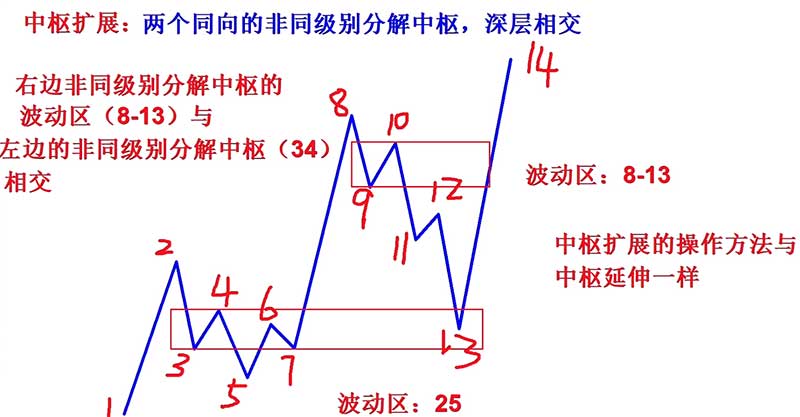 中枢扩展：两个同向的非同级别分解中枢，深层相交
右边非同级别分解中枢的
波动区（8-13）与
左边的非同级别分解中枢（34）
相交
14
8
10
9
12
11
波动区：8-13
中枢扩展的操作方法与
中枢延伸一样
2
4
6
3
5
7
13
1
波动区：25